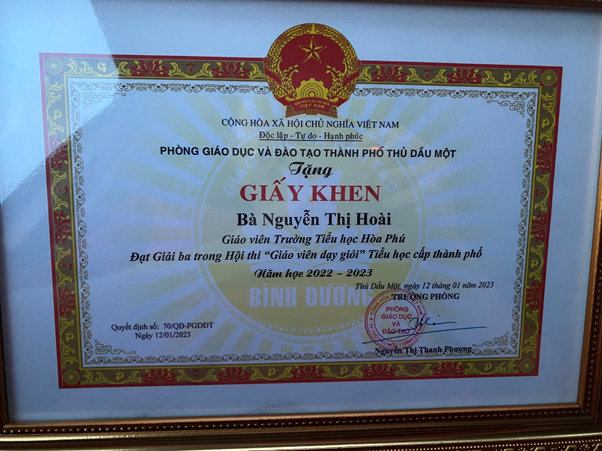 CỘNG HÒA XÃ HỘI CHỦ NGHĨA VIỆT NAM
Độc lập - Tự do - Hạnh phúc
PHÒNG GIÁO DỤC VÀ ĐÀO TẠO THÀNH PHỐ THỦ DẦU MỘT
Tặng
GIẤY KHEN
Bà Nguyễn Thị Hoài
Giáo viên Trường Tiểu học Hòa Phú
Đạt Giải ba trong Hội thi "Giáo viên dạy giỏi" Tiểu học cấp thành phố
Năm học 2022 - 2023
BÌNH DƯƠNG
Thủ Dầu Một, ngày 12 tháng 01 năm 2023
TRƯỞNG PHÒNG
PHÒNG
GIÁO DỤC
VÀ
ĐÀO TẠO
Quyết định số: 70/QĐ-PGDĐT
Ngày 12/01/2023
Nguyễn Thị Thanh Phượng